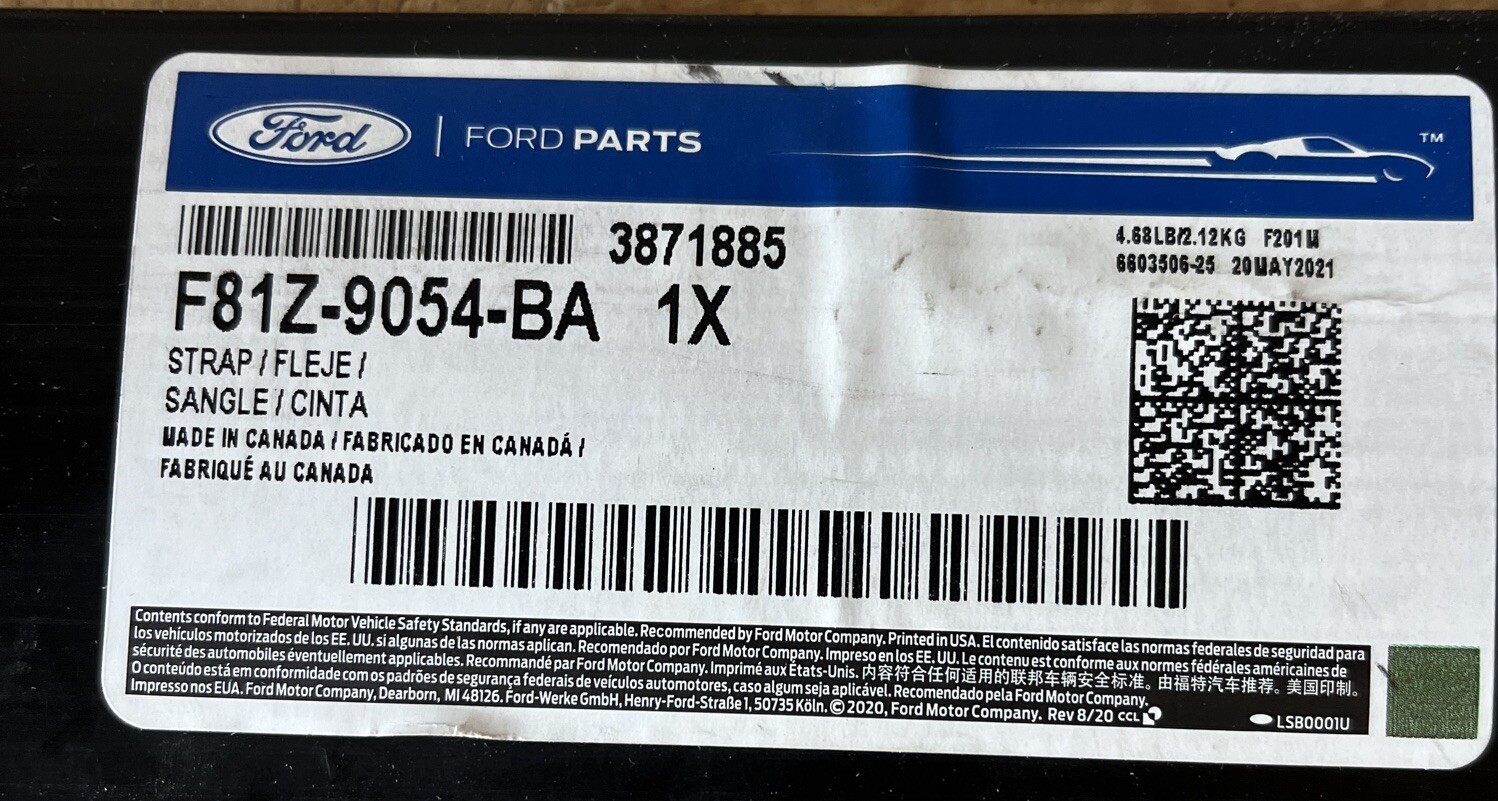 Ford | FORD PARTS
TM
3871885
4.68LB/2.12KG F201M
6603506-25 20MAY2021
F81Z-9054-BA 1X
STRAP / FLEJE /
SANGLE / CINTA
MADE IN CANADA / FABRICADO EN CANADÁ /
FABRIQUÉ AU CANADA
Contents conform to Federal Motor Vehicle Safety Standards, if any are applicable. Recommended by Ford Motor Company. Printed in USA. El contenido satisface las normas federales de seguridad para
los vehículos motorizados de los EE. UU. si algunas de las normas aplican. Recomendado por Ford Motor Company. Impreso en los EE. UU. Le contenu est conforme aux normes fédérales américaines de
sécurité des automobiles éventuellement applicables. Recommandé par Ford Motor Company. Imprimé aux États-Unis. 内容符合任何适用的联邦车辆安全标准。由福特汽车推荐。美国印制。
O conteúdo está em conformidade com os padrões de segurança federais de veículos automotores, caso algum seja aplicável. Recomendado pela Ford Motor Company.
Impresso nos EUA. Ford Motor Company, Dearborn, MI 48126. Ford-Werke GmbH, Henry-Ford-Straße 1, 50735 Köln. © 2020, Ford Motor Company. Rev 8/20 CCL
LSB0001U